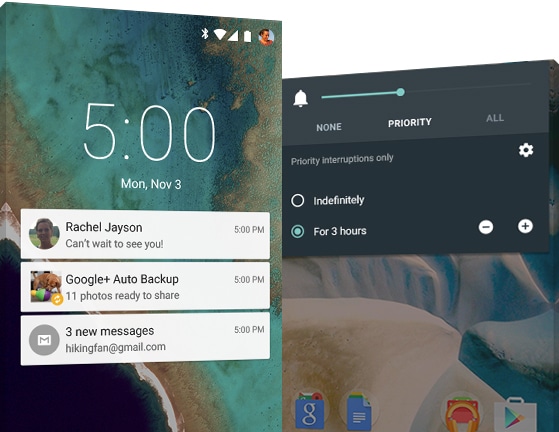 5:00
Mon, Nov 3
Rachel Jayson 5:00 PM
Can't wait to see you!
Google+ Auto Backup 5:00 PM
11 photos ready to share
3 new messages 5:00 PM
hikingfan@gmail.com
NONE PRIORITY ALL
Priority interruptions only
Indefinitely
For 3 hours
g